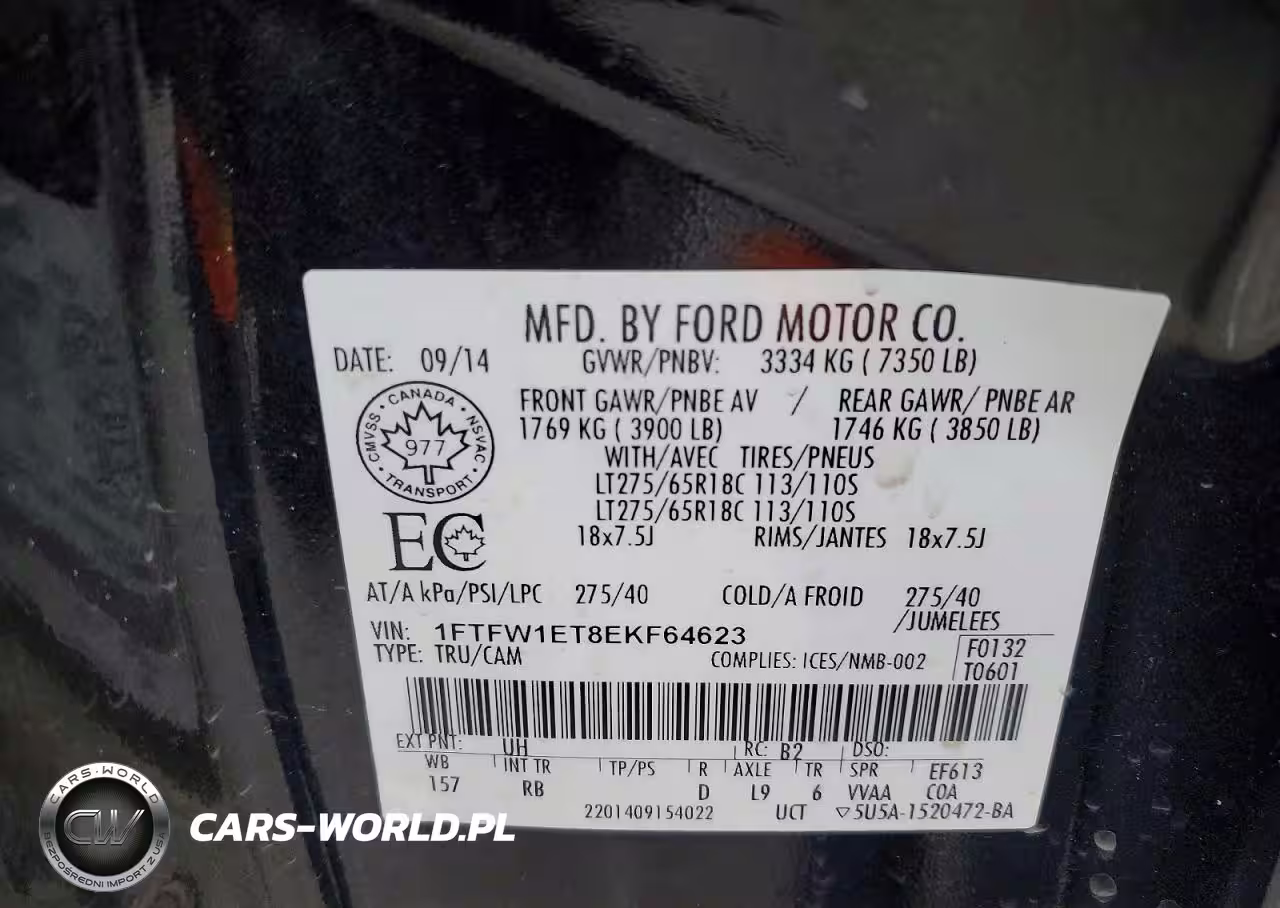 MFD. BY FORD MOTOR CO.
DATE: 09/14 GVWR/PNBV: 3334 KG ( 7350 LB)
FRONT GAWR/PNBE AV / REAR GAWR/ PNBE AR
1769 KG ( 3900 LB) 1746 KG ( 3850 LB)
WITH/AVEC TIRES/PNEUS
LT275/65R18C 113/110S
LT275/65R18C 113/110S
18x7.5J RIMS/JANTES 18x7.5J
CANADA · NSVAC · TRANSPORT · CMVSS ·
977
EC
AT/A kPa/PSI/LPC 275/40 COLD/A FROID 275/40
/JUMELEES
VIN: 1FTFW1ET8EKF64623
TYPE: TRU/CAM COMPLIES: ICES/NMB-002
F0132
T0601
EXT PNT: UH RC: B2 DSO:
WB INT TR TP/PS R AXLE TR SPR EF613
157 RB D L9 6 VVAA COA
2201409154022 UCT ▽5U5A-1520472-BA
CARS-WORLD
CW
BEZPOŚREDNI IMPORT Z USA
CARS-WORLD.PL